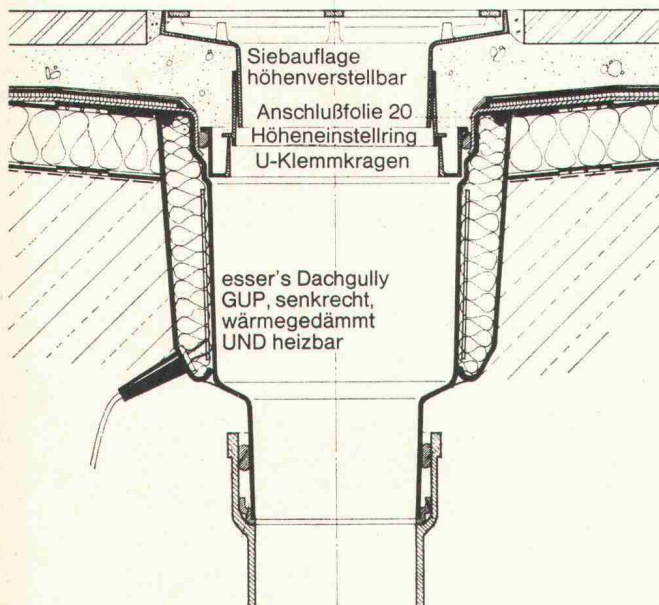 Siebauflage
höhenverstellbar
Anschlußfolie 20
Höheneinstellring
U-Klemmkragen
esser's Dachgully
GUP, senkrecht,
wärmegedämmt
UND heizbar